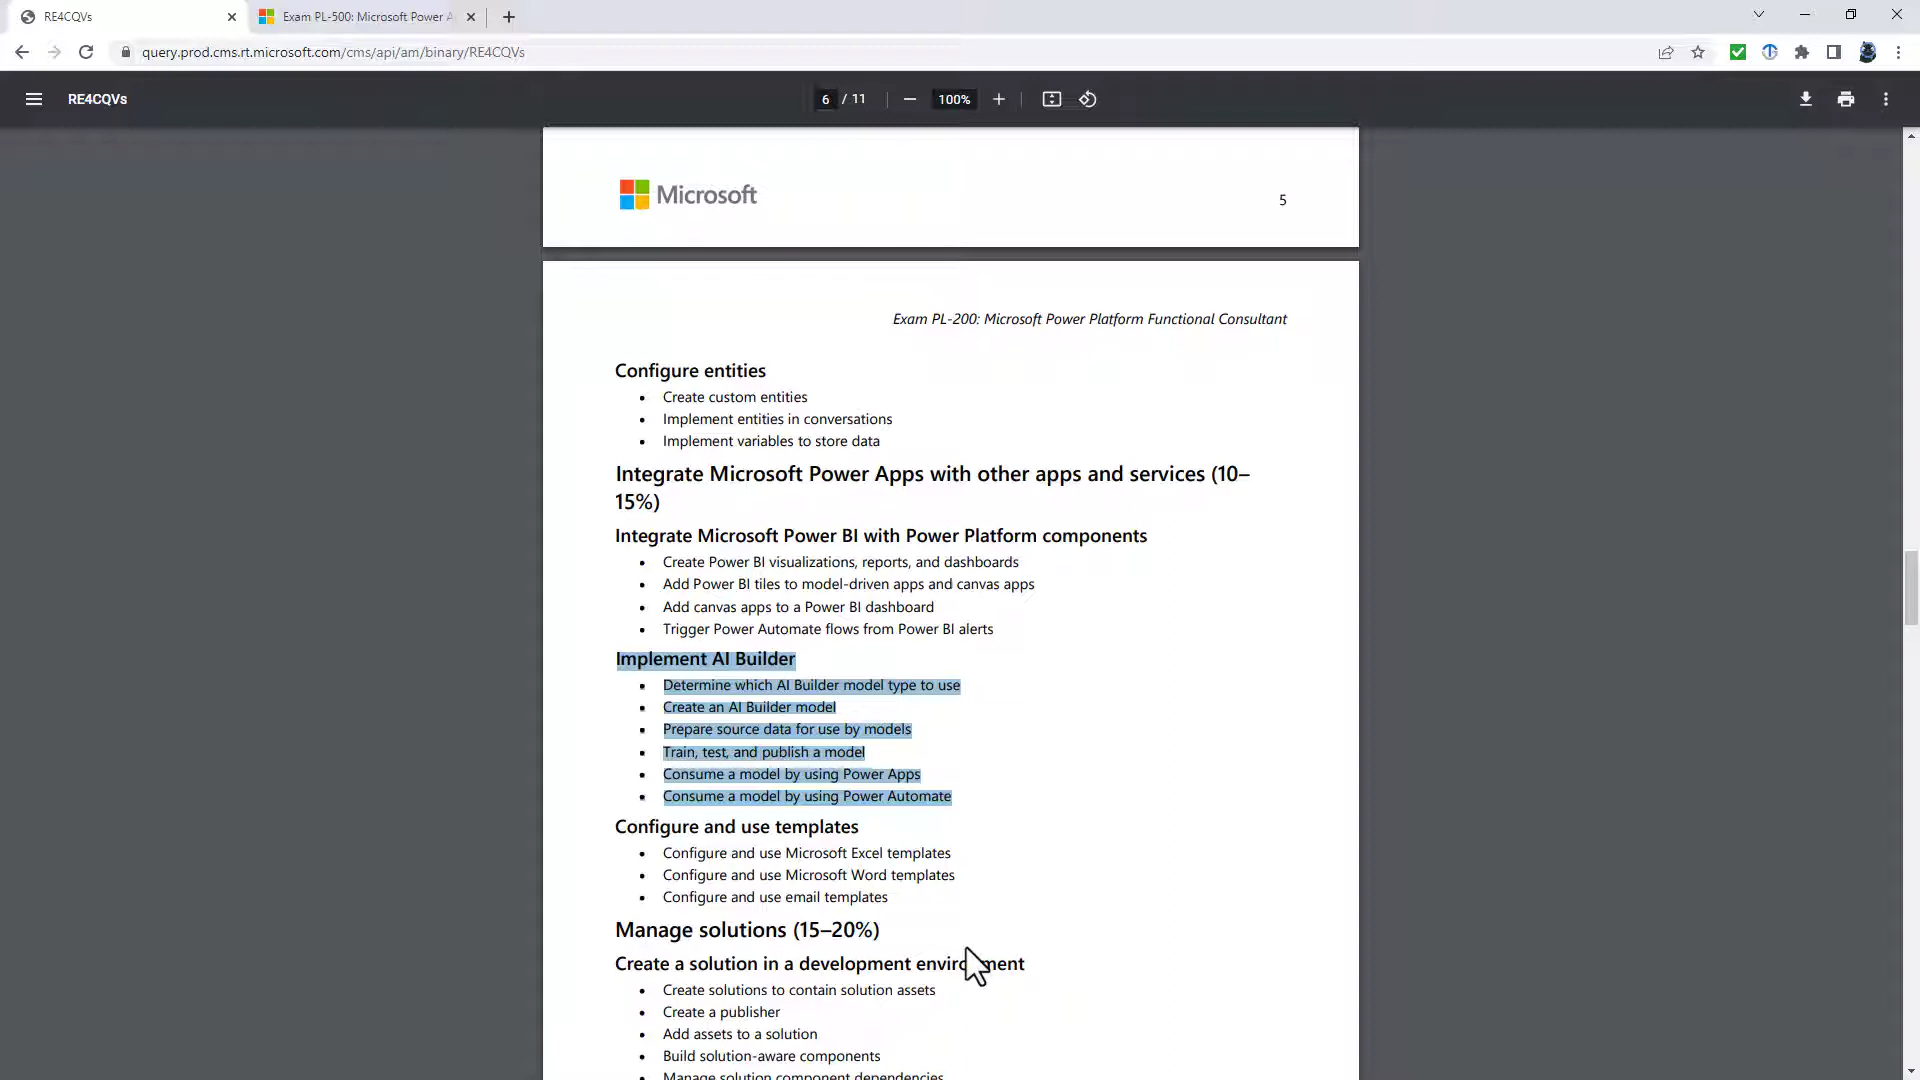 RE4CQVs
Exam PL-500: Microsoft Power A
query.prod.cms.rt.microsoft.com/cms/api/am/binary/RE4CQVs
RE4CQVs
6 / 11
100%
Microsoft
5
Exam PL-200: Microsoft Power Platform Functional Consultant
Configure entities
• Create custom entities
• Implement entities in conversations
• Implement variables to store data
Integrate Microsoft Power Apps with other apps and services (10–
15%)
Integrate Microsoft Power BI with Power Platform components
• Create Power BI visualizations, reports, and dashboards
• Add Power BI tiles to model-driven apps and canvas apps
• Add canvas apps to a Power BI dashboard
• Trigger Power Automate flows from Power BI alerts
Implement AI Builder
• Determine which AI Builder model type to use
• Create an AI Builder model
• Prepare source data for use by models
• Train, test, and publish a model
• Consume a model by using Power Apps
• Consume a model by using Power Automate
Configure and use templates
• Configure and use Microsoft Excel templates
• Configure and use Microsoft Word templates
• Configure and use email templates
Manage solutions (15–20%)
Create a solution in a development environment
• Create solutions to contain solution assets
• Create a publisher
• Add assets to a solution
• Build solution-aware components
• Manage solution component dependencies